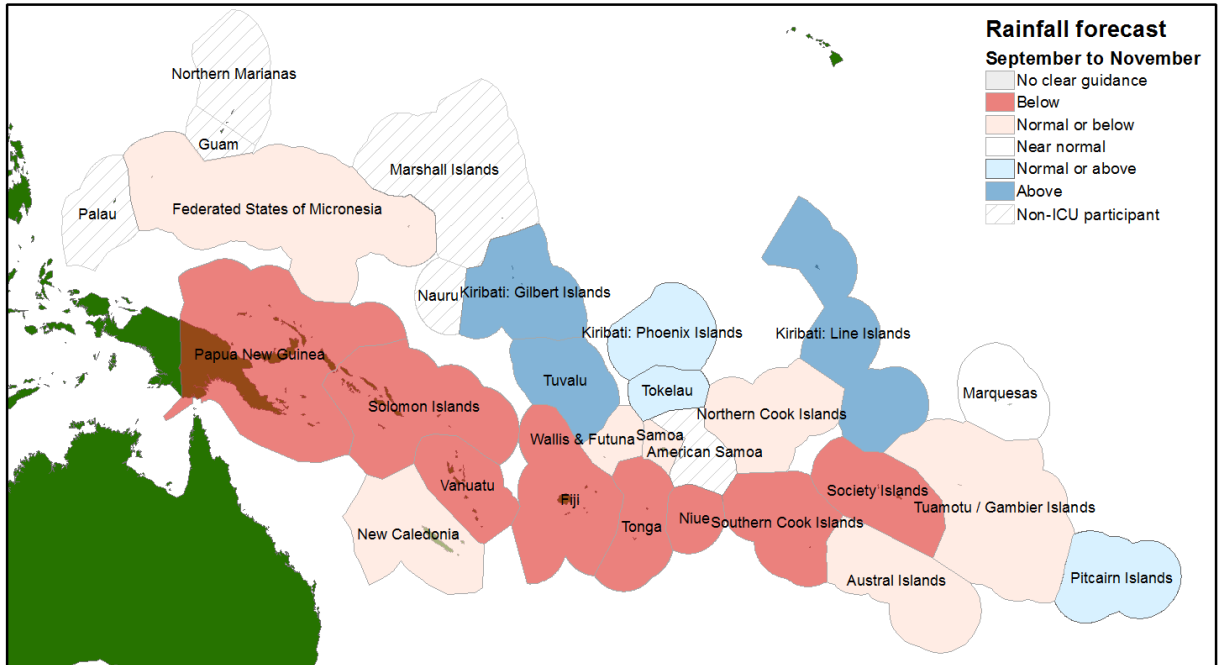 Rainfall forecast
September to November
No clear guidance
Below
Normal or below
Near normal
Normal or above
Above
Non-ICU participant
Northern Marianas
Guam
Marshall Islands
Palau
Federated States of Micronesia
Nauru
Kiribati: Gilbert Islands
Kiribati: Phoenix Islands
Kiribati: Line Islands
Papua New Guinea
Tuvalu
Tokelau
Marquesas
Solomon Islands
Northern Cook Islands
Wallis & Futuna
Samoa
American Samoa
Vanuatu
Fiji
Society Islands
Tuamotu / Gambier Islands
Niue
Southern Cook Islands
Tonga
New Caledonia
Austral Islands
Pitcairn Islands